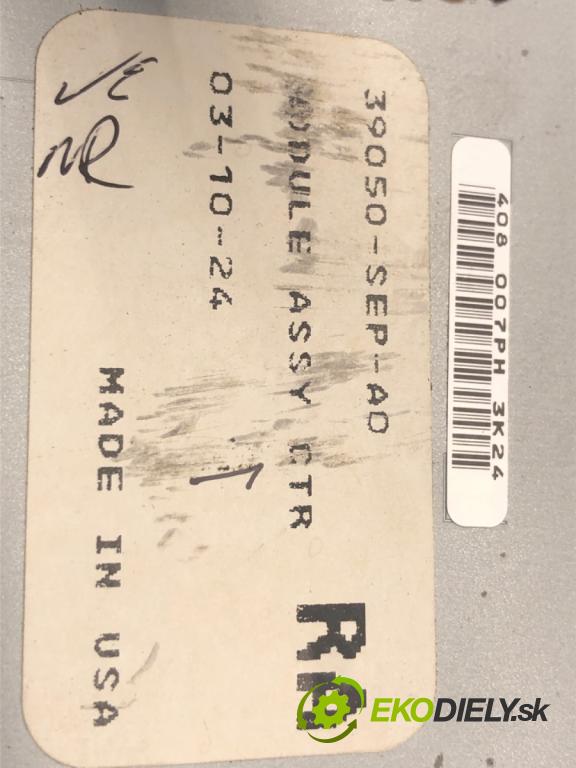 408 007PH 3K24
39050-SEP-A0
MODULE ASSY CTR
03-10-24
MADE IN USA
EKODIELY.sk